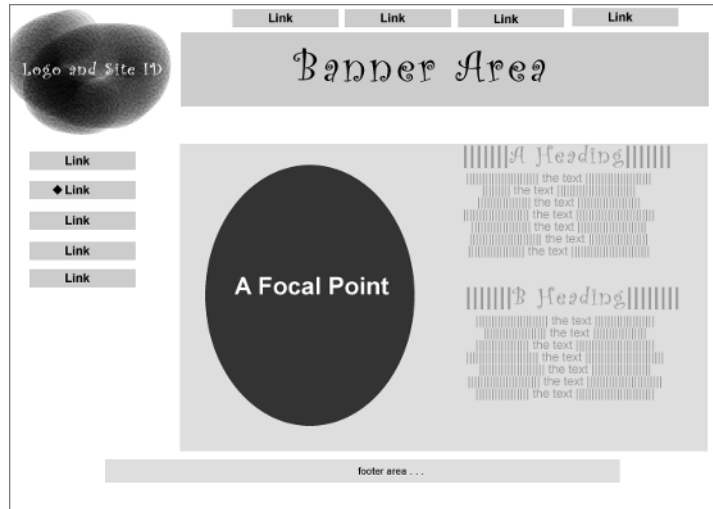 Link
Link
Link
Link
Logo and Site ID
Banner Area
Link
◆Link
Link
Link
Link
A Focal Point
||||||||A Heading||||||||
the text
the text
the text
the text
the text
the text
the text
||||||||B Heading||||||||
the text
the text
the text
the text
the text
the text
the text
footer area . . .